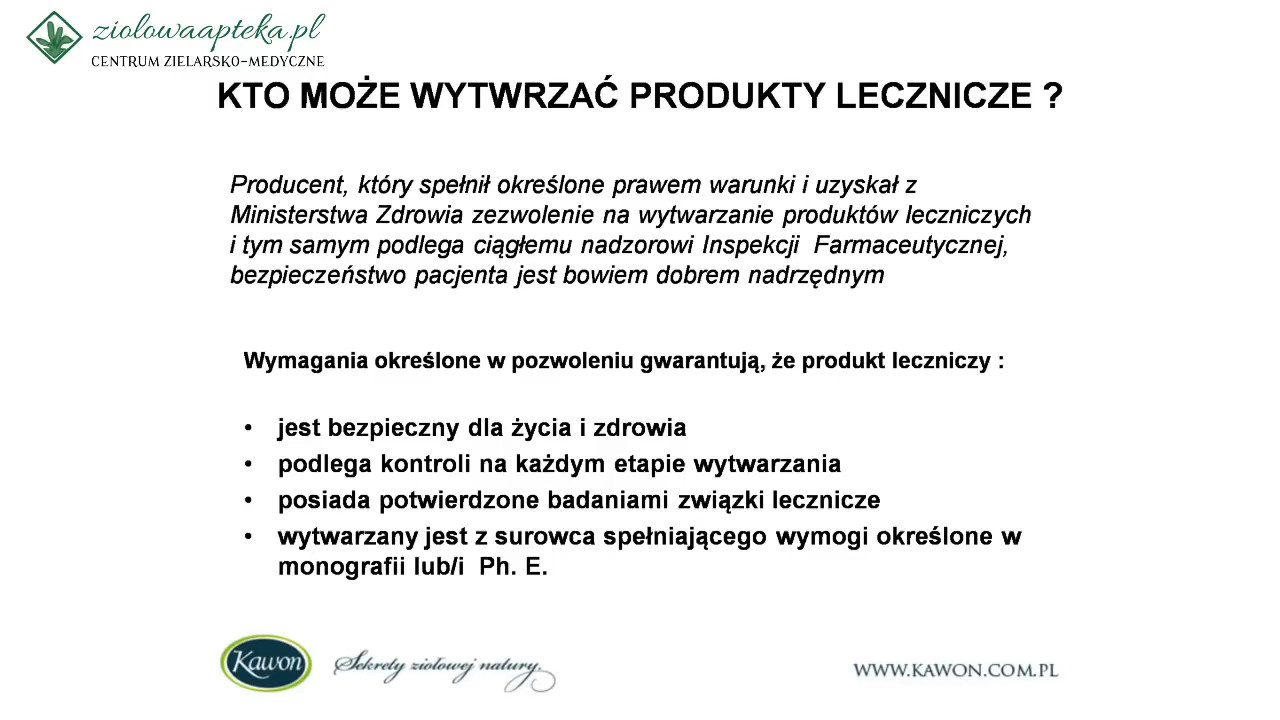 ziolowaapteka.pl
CENTRUM ZIELARSKO-MEDYCZNE
KTO MOŻE WYTWRZAĆ PRODUKTY LECZNICZE ?
Producent, który spełnił określone prawem warunki i uzyskał z
Ministerstwa Zdrowia zezwolenie na wytwarzanie produktów leczniczych
i tym samym podlega ciągłemu nadzorowi Inspekcji Farmaceutycznej,
bezpieczeństwo pacjenta jest bowiem dobrem nadrzędnym
Wymagania określone w pozwoleniu gwarantują, że produkt leczniczy :
• jest bezpieczny dla życia i zdrowia
• podlega kontroli na każdym etapie wytwarzania
• posiada potwierdzone badaniami związki lecznicze
• wytwarzany jest z surowca spełniającego wymogi określone w
monografii lub/i Ph. E.
Kawon
Sekrety ziołowej natury.
WWW.KAWON.COM.PL